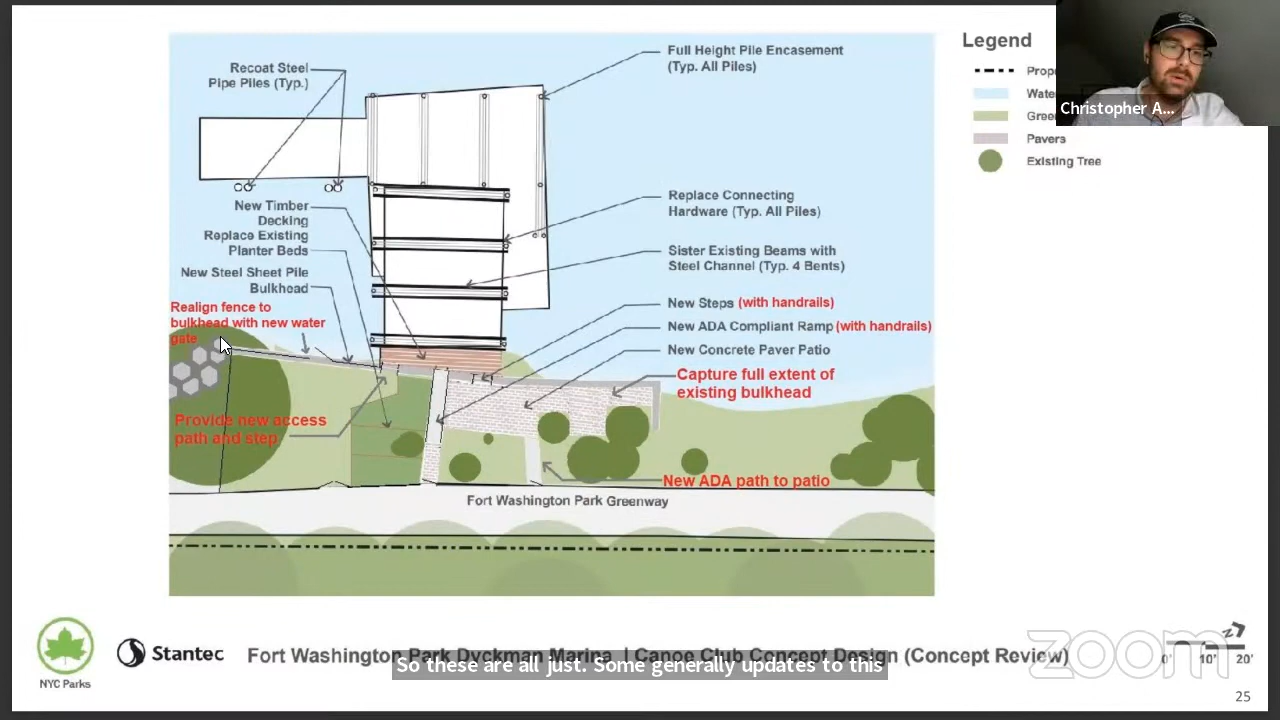 Recoat Steel
Pipe Piles (Typ.)
Full Height Pile Encasement
(Typ. All Piles)
Legend
Christopher A...
Pavers
Existing Tree
New Timber
Decking
Replace Existing
Planter Beds
New Steel Sheet Pile
Bulkhead
Realign fence to
bulkhead with new water
gate
Provide new access
path and step
Replace Connecting
Hardware (Typ. All Piles)
Sister Existing Beams with
Steel Channel (Typ. 4 Bents)
New Steps (with handrails)
New ADA Compliant Ramp (with handrails)
New Concrete Paver Patio
Capture full extent of
existing bulkhead
New ADA path to patio
Fort Washington Park Greenway
NYC Parks
Stantec
Fort Washington Park Dyckman Marina | Canoe Club Concept Design (Concept Review)
So these are all just. Some generally updates to this
zoom
10' 20'
25